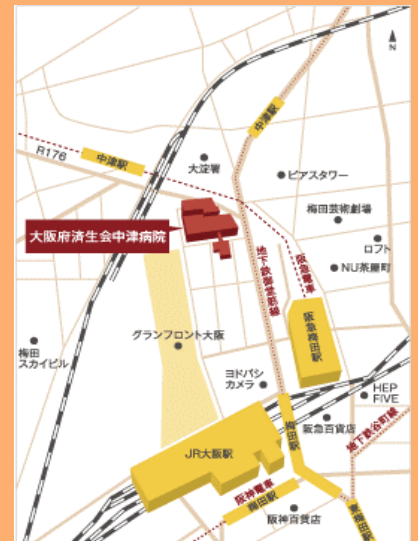 N
中津駅
R176
中津駅
大淀署
ピアスタワー
梅田芸術劇場
大阪府済生会中津病院
ロフト
地下鉄御堂筋線
阪急電車
NU茶屋町
グランフロント大阪
阪急梅田駅
梅田
スカイビル
ヨドバシ
カメラ
HEP
FIVE
梅田駅
阪急百貨店
地下鉄谷町線
JR大阪駅
阪神電車
梅田駅
阪神百貨店
東梅田駅